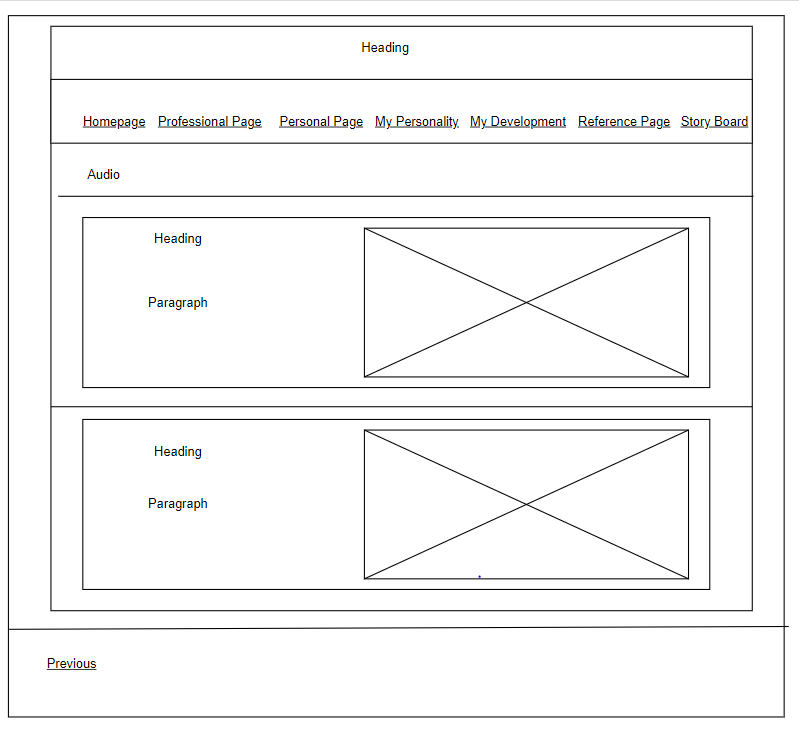 Heading
Homepage Professional Page Personal Page My Personality My Development Reference Page Story Board
Audio
Heading
Paragraph
Heading
Paragraph
Previous